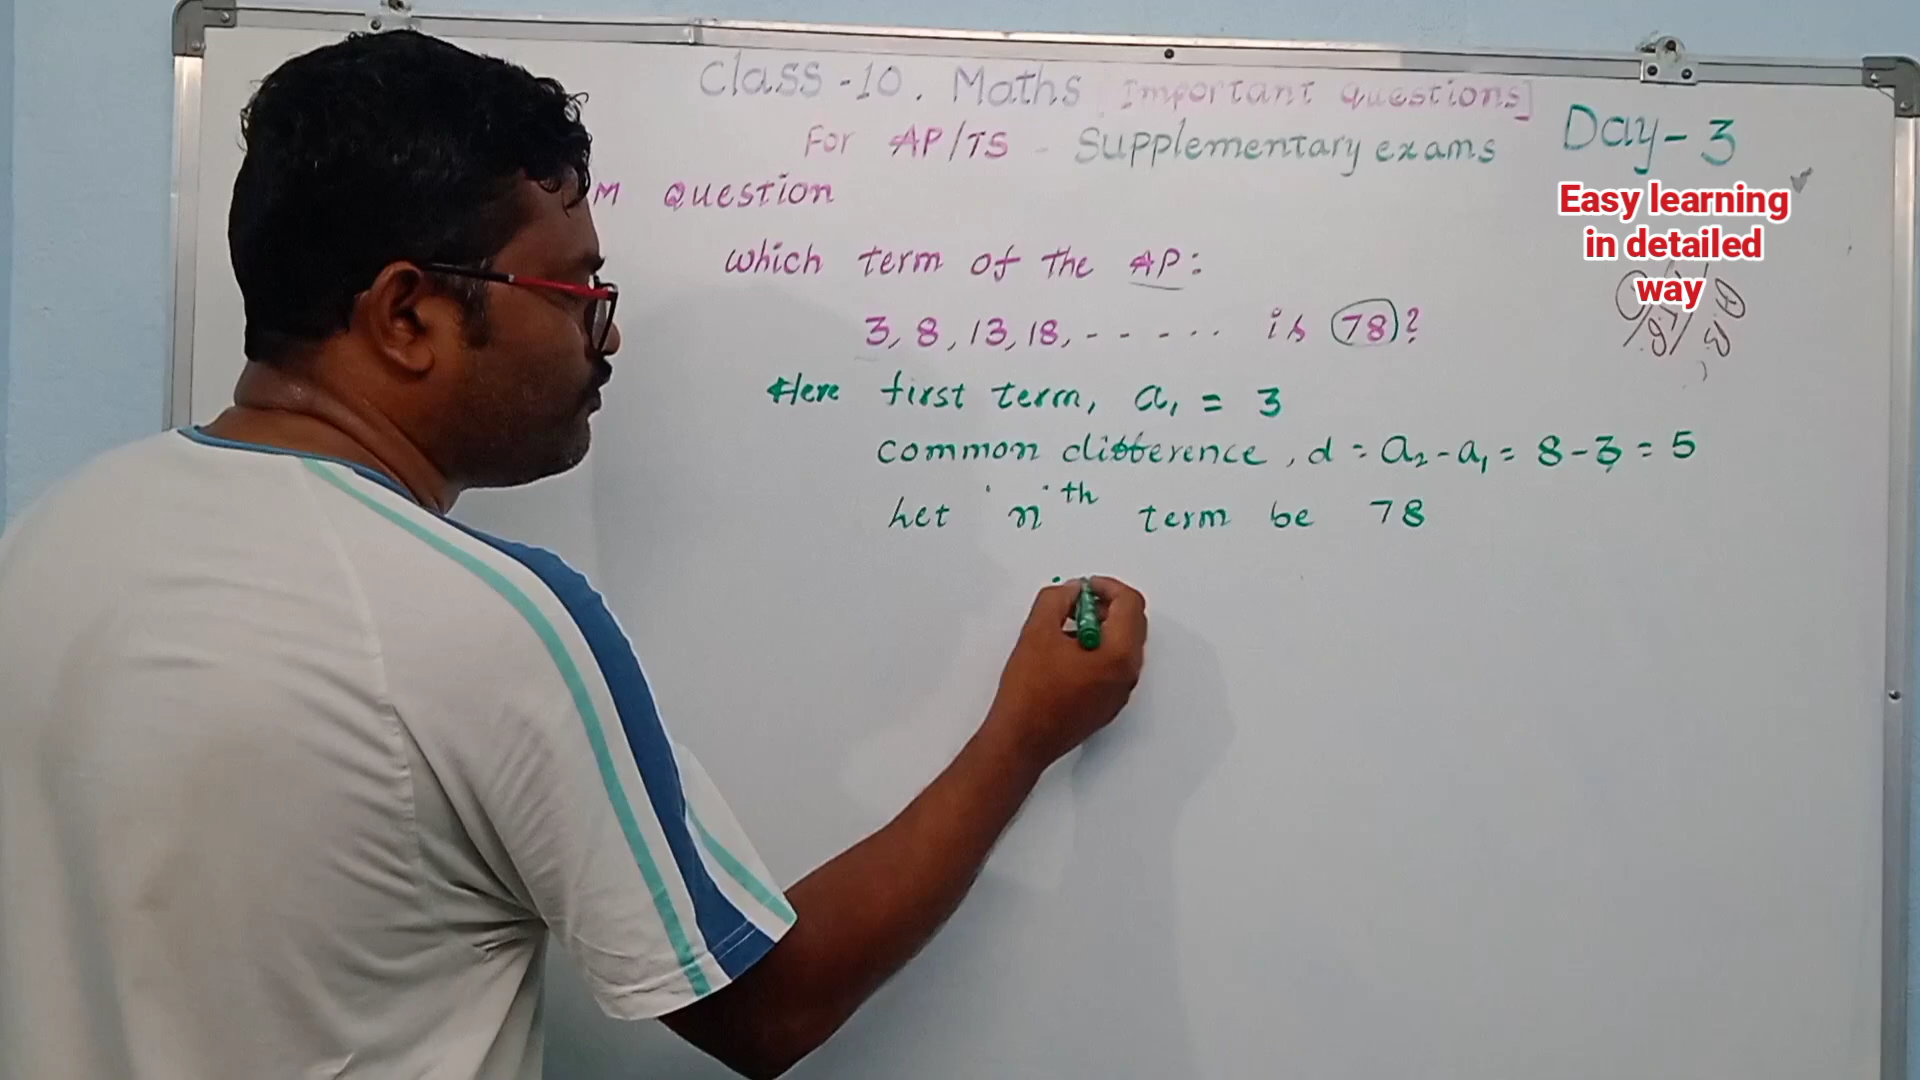 Class-10. Maths [Important questions]
For AP/TS - Supplementary exams
Day-3
Easy learning
in detailed
way
M question
which term of the AP:
3, 8, 13, 18, - - - - .. is 78?
Here first term, a₁ = 3
common difference, d = a₂-a₁ = 8-3 = 5
Let 'n'th term be 78